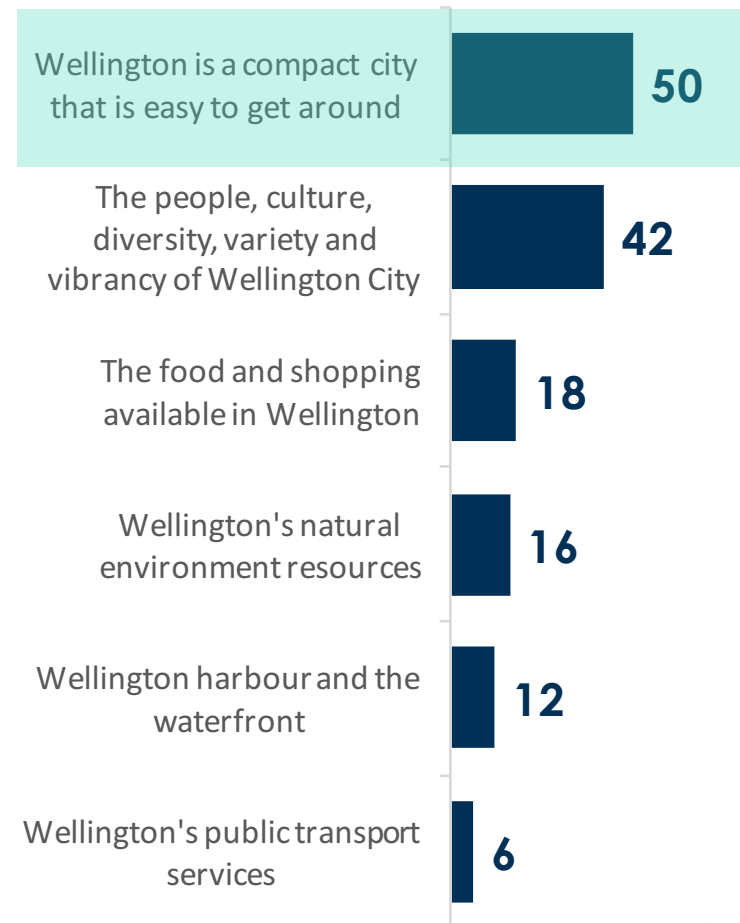 Wellington is a compact city
that is easy to get around
50
The people, culture,
diversity, variety and
vibrancy of Wellington City
42
The food and shopping
available in Wellington
18
Wellington's natural
environment resources
16
Wellington harbour and the
waterfront
12
Wellington's public transport
services
6